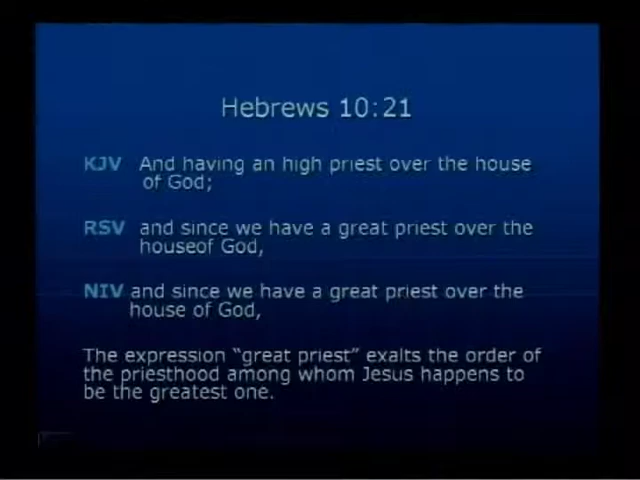 Hebrews 10:21
KJV And having an high priest over the house
of God;
RSV and since we have a great priest over the
houseof God,
NIV and since we have a great priest over the
house of God,
The expression “great priest” exalts the order of
the priesthood among whom Jesus happens to
be the greatest one.